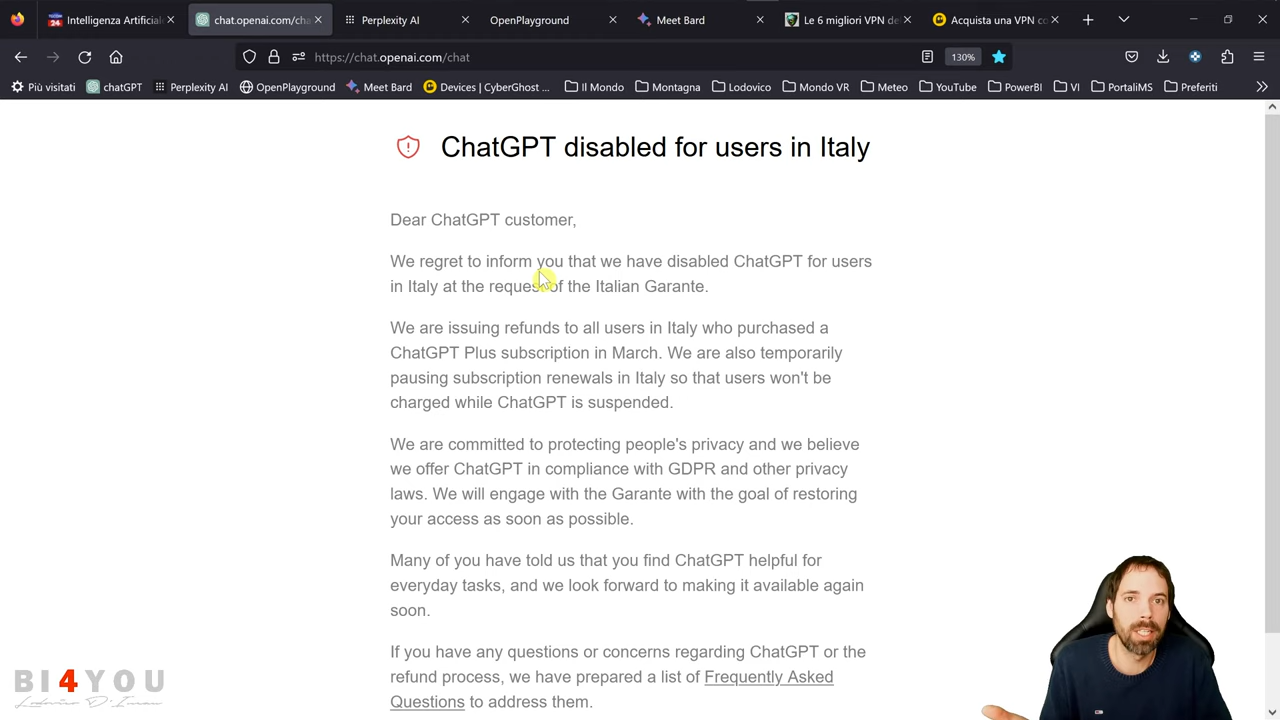 Intelligenza Artificiale
chat.openai.com/cha
Perplexity AI
OpenPlayground
Meet Bard
Le 6 migliori VPN de
Acquista una VPN co
https://chat.openai.com/chat
130%
Più visitati
chatGPT
Perplexity AI
OpenPlayground
Meet Bard
Devices | CyberGhost ...
Il Mondo
Montagna
Lodovico
Mondo VR
Meteo
YouTube
PowerBI
VI
PortaliMS
Preferiti
ChatGPT disabled for users in Italy
Dear ChatGPT customer,
We regret to inform you that we have disabled ChatGPT for users
in Italy at the request of the Italian Garante.
We are issuing refunds to all users in Italy who purchased a
ChatGPT Plus subscription in March. We are also temporarily
pausing subscription renewals in Italy so that users won't be
charged while ChatGPT is suspended.
We are committed to protecting people's privacy and we believe
we offer ChatGPT in compliance with GDPR and other privacy
laws. We will engage with the Garante with the goal of restoring
your access as soon as possible.
Many of you have told us that you find ChatGPT helpful for
everyday tasks, and we look forward to making it available again
soon.
If you have any questions or concerns regarding ChatGPT or the
refund process, we have prepared a list of Frequently Asked
Questions to address them.
BI4YOU